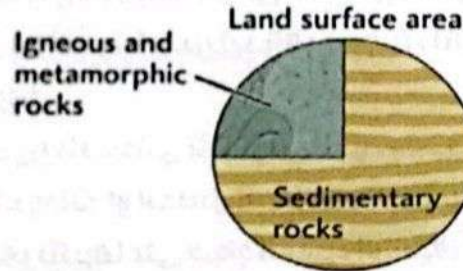 Land surface area
Igneous and
metamorphic
rocks
Sedimentary
rocks